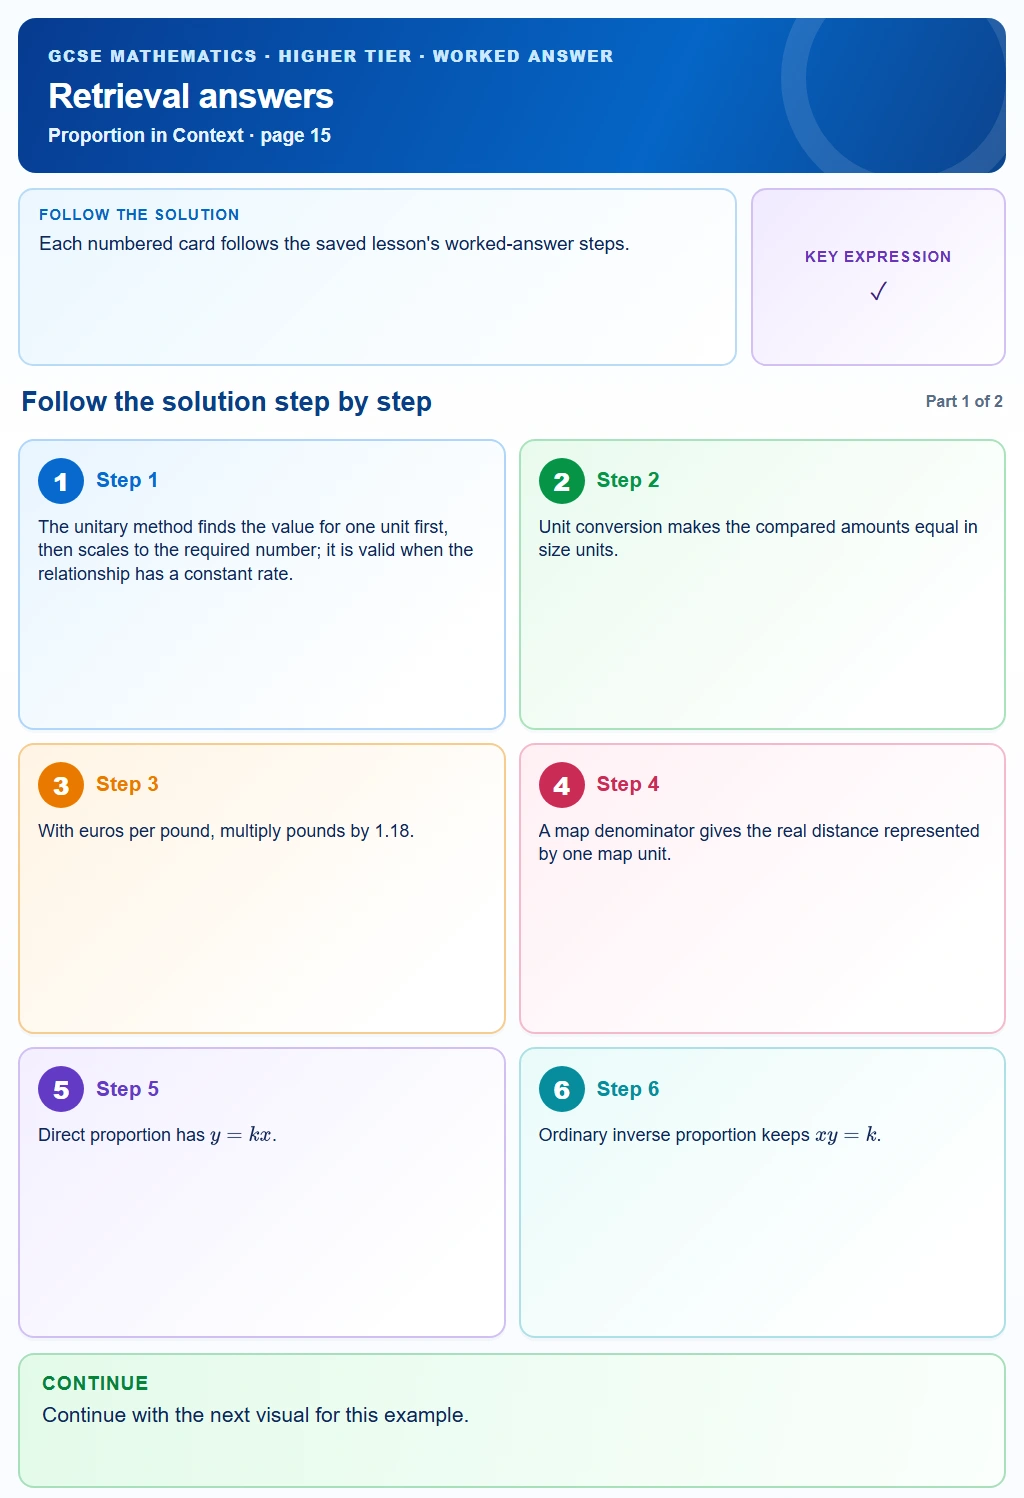 GCSE MATHEMATICS · HIGHER TIER · WORKED ANSWER
Retrieval answers
Proportion in Context · page 15
FOLLOW THE SOLUTION
Each numbered card follows the saved lesson's worked-answer steps.
KEY EXPRESSION
✓
Follow the solution step by step
Part 1 of 2
1 Step 1
The unitary method finds the value for one unit first,
then scales to the required number; it is valid when the
relationship has a constant rate.
2 Step 2
Unit conversion makes the compared amounts equal in
size units.
3 Step 3
With euros per pound, multiply pounds by 1.18.
4 Step 4
A map denominator gives the real distance represented
by one map unit.
5 Step 5
Direct proportion has y = kx.
6 Step 6
Ordinary inverse proportion keeps xy = k.
CONTINUE
Continue with the next visual for this example.